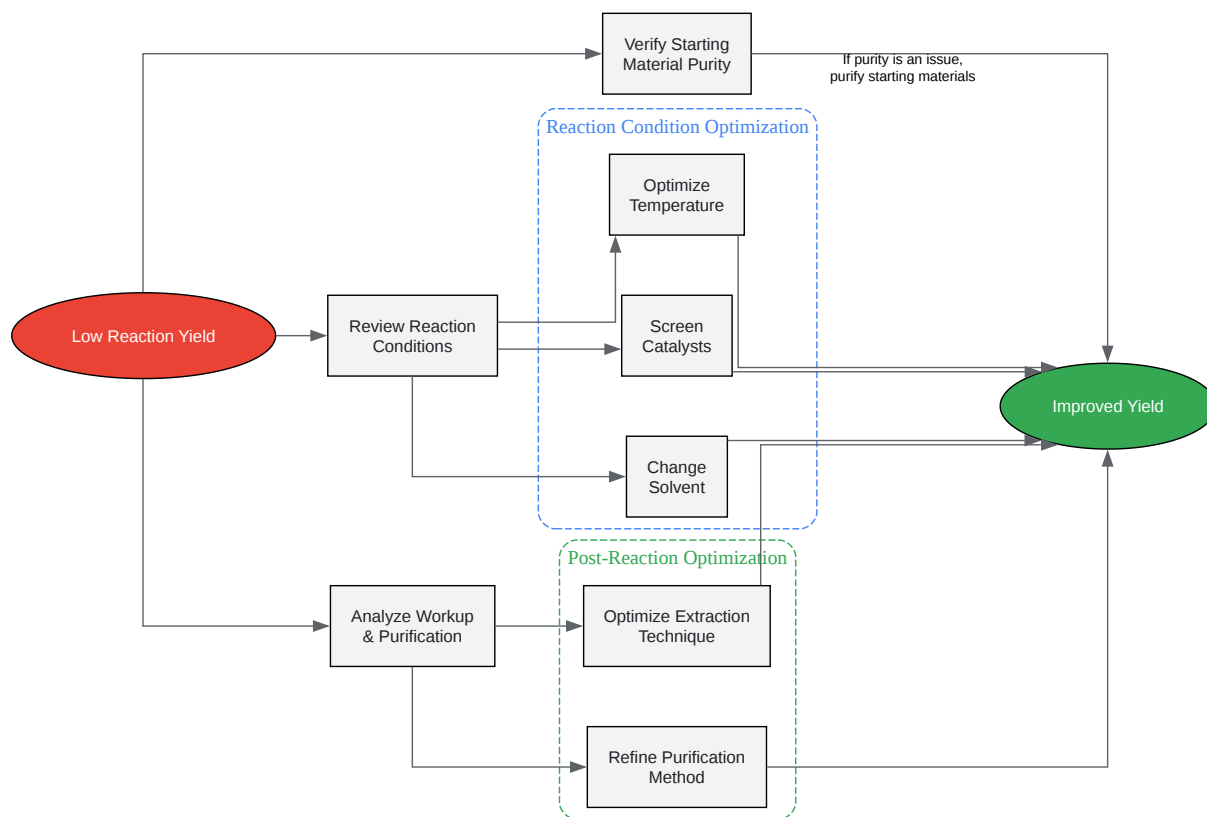 Verify Starting
Material Purity
If purity is an issue,
purify starting materials
Reaction Condition Optimization
Optimize
Temperature
Low Reaction Yield
Review Reaction
Conditions
Screen
Catalysts
Improved Yield
Change
Solvent
Post-Reaction Optimization
Analyze Workup
& Purification
Optimize Extraction
Technique
Refine Purification
Method